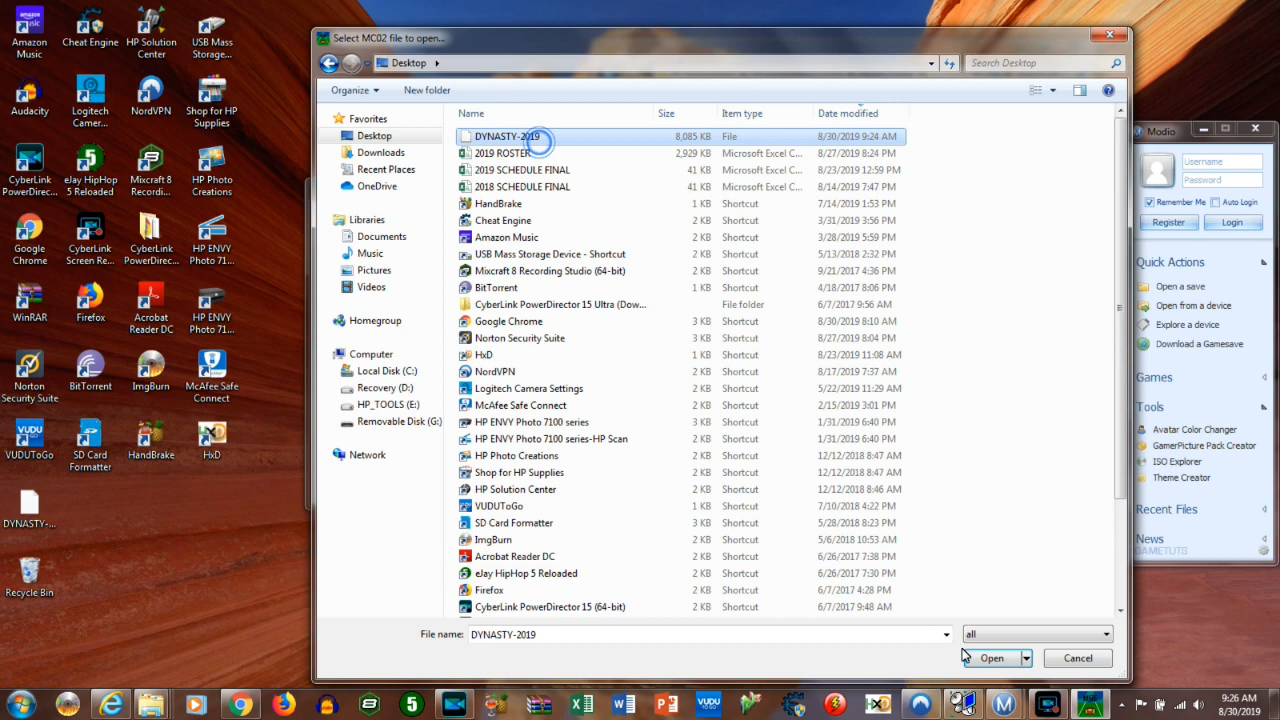 Amazon Music
Cheat Engine
HP Solution Center
USB Mass Storage...
Audacity
Logitech Camer...
NordVPN
Shop for HP Supplies
CyberLink PowerDirec...
eJay HipHop 5 Reloaded
Mixcraft 8 Recordi...
HP Photo Creations
Google Chrome
CyberLink Screen Re...
CyberLink PowerDirec...
HP ENVY Photo 71...
WinRAR
Firefox
Acrobat Reader DC
HP ENVY Photo 71...
Norton Security Suite
BitTorrent
ImgBurn
McAfee Safe Connect
VUDUToGo
SD Card Formatter
HandBrake
HxD
DYNASTY-...
Recycle Bin
Select MC02 file to open...
Desktop
Search Desktop
Organize
New folder
Favorites
Desktop
Downloads
Recent Places
OneDrive
Libraries
Documents
Music
Pictures
Videos
Homegroup
Computer
Local Disk (C:)
Recovery (D:)
HP_TOOLS (E:)
Removable Disk (G:)
Network
Name Size Item type Date modified
DYNASTY-2019 8,085 KB File 8/30/2019 9:24 AM
2019 ROSTER 2,929 KB Microsoft Excel C... 8/27/2019 8:24 PM
2019 SCHEDULE FINAL 41 KB Microsoft Excel C... 8/23/2019 12:59 PM
2018 SCHEDULE FINAL 41 KB Microsoft Excel C... 8/14/2019 7:47 PM
HandBrake 1 KB Shortcut 7/14/2019 1:53 PM
Cheat Engine 2 KB Shortcut 3/31/2019 3:56 PM
Amazon Music 2 KB Shortcut 3/28/2019 5:59 PM
USB Mass Storage Device - Shortcut 2 KB Shortcut 5/13/2018 2:32 PM
Mixcraft 8 Recording Studio (64-bit) 2 KB Shortcut 9/21/2017 4:36 PM
BitTorrent 1 KB Shortcut 4/18/2017 8:06 PM
CyberLink PowerDirector 15 Ultra (Dow... File folder 6/7/2017 9:56 AM
Google Chrome 3 KB Shortcut 8/30/2019 8:10 AM
Norton Security Suite 3 KB Shortcut 8/27/2019 8:04 PM
HxD 1 KB Shortcut 8/23/2019 11:08 AM
NordVPN 2 KB Shortcut 8/17/2019 7:37 AM
Logitech Camera Settings 2 KB Shortcut 5/22/2019 11:29 AM
McAfee Safe Connect 2 KB Shortcut 2/15/2019 3:01 PM
HP ENVY Photo 7100 series 3 KB Shortcut 1/31/2019 6:40 PM
HP ENVY Photo 7100 series-HP Scan 2 KB Shortcut 1/31/2019 6:40 PM
HP Photo Creations 2 KB Shortcut 12/12/2018 8:47 AM
Shop for HP Supplies 2 KB Shortcut 12/12/2018 8:47 AM
HP Solution Center 2 KB Shortcut 12/12/2018 8:46 AM
VUDUToGo 1 KB Shortcut 7/10/2018 4:22 PM
SD Card Formatter 3 KB Shortcut 5/28/2018 8:23 PM
ImgBurn 2 KB Shortcut 5/6/2018 10:53 AM
Acrobat Reader DC 2 KB Shortcut 6/26/2017 7:38 PM
eJay HipHop 5 Reloaded 3 KB Shortcut 6/26/2017 7:30 PM
Firefox 2 KB Shortcut 6/7/2017 4:28 PM
CyberLink PowerDirector 15 (64-bit) 2 KB Shortcut 6/7/2017 9:48 AM
File name: DYNASTY-2019
all
Open
Cancel
Modio
Username
Password
Remember Me
Auto Login
Register
Login
Quick Actions
Open a save
Open from a device
Explore a device
Download a Gamesave
Games
Tools
Avatar Color Changer
GamerPicture Pack Creator
ISO Explorer
Theme Creator
Recent Files
News
GAMETUTS
9:26 AM
8/30/2019